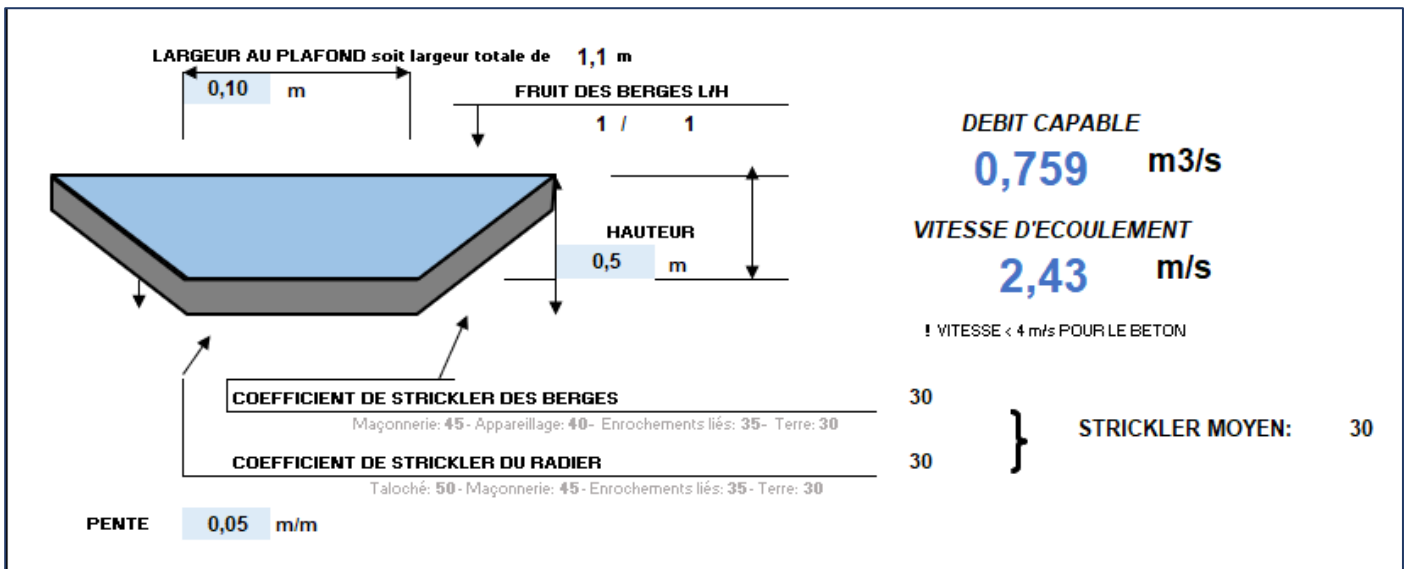 LARGEUR AU PLAFOND soit largeur totale de 1,1 m
0,10 m
FRUIT DES BERGES L/H
1 / 1
DEBIT CAPABLE
0,759 m3/s
HAUTEUR
0,5 m
VITESSE D'ECOULEMENT
2,43 m/s
! VITESSE < 4 m/s POUR LE BETON
COEFFICIENT DE STRICKLER DES BERGES 30
Maçonnerie: 45- Appareillage: 40- Enrochements liés: 35- Terre: 30
} STRICKLER MOYEN: 30
COEFFICIENT DE STRICKLER DU RADIER 30
Taloché: 50- Maçonnerie: 45- Enrochements liés: 35- Terre: 30
PENTE 0,05 m/m